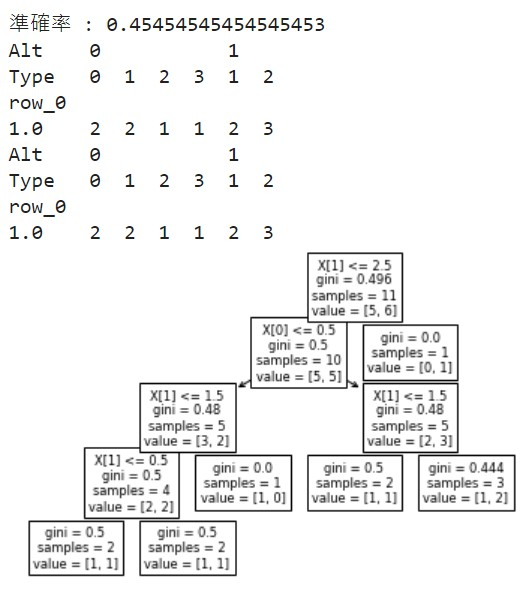 準確率 : 0.45454545454545453
Alt 0 1
Type 0 1 2 3 1 2
row_0
1.0 2 2 1 1 2 3
Alt 0 1
Type 0 1 2 3 1 2
row_0
1.0 2 2 1 1 2 3
X[1] <= 2.5
gini = 0.496
samples = 11
value = [5, 6]
X[0] <= 0.5
gini = 0.5
samples = 10
value = [5, 5]
gini = 0.0
samples = 1
value = [0, 1]
X[1] <= 1.5
gini = 0.48
samples = 5
value = [3, 2]
X[1] <= 1.5
gini = 0.48
samples = 5
value = [2, 3]
X[1] <= 0.5
gini = 0.5
samples = 4
value = [2, 2]
gini = 0.0
samples = 1
value = [1, 0]
gini = 0.5
samples = 2
value = [1, 1]
gini = 0.444
samples = 3
value = [1, 2]
gini = 0.5
samples = 2
value = [1, 1]
gini = 0.5
samples = 2
value = [1, 1]